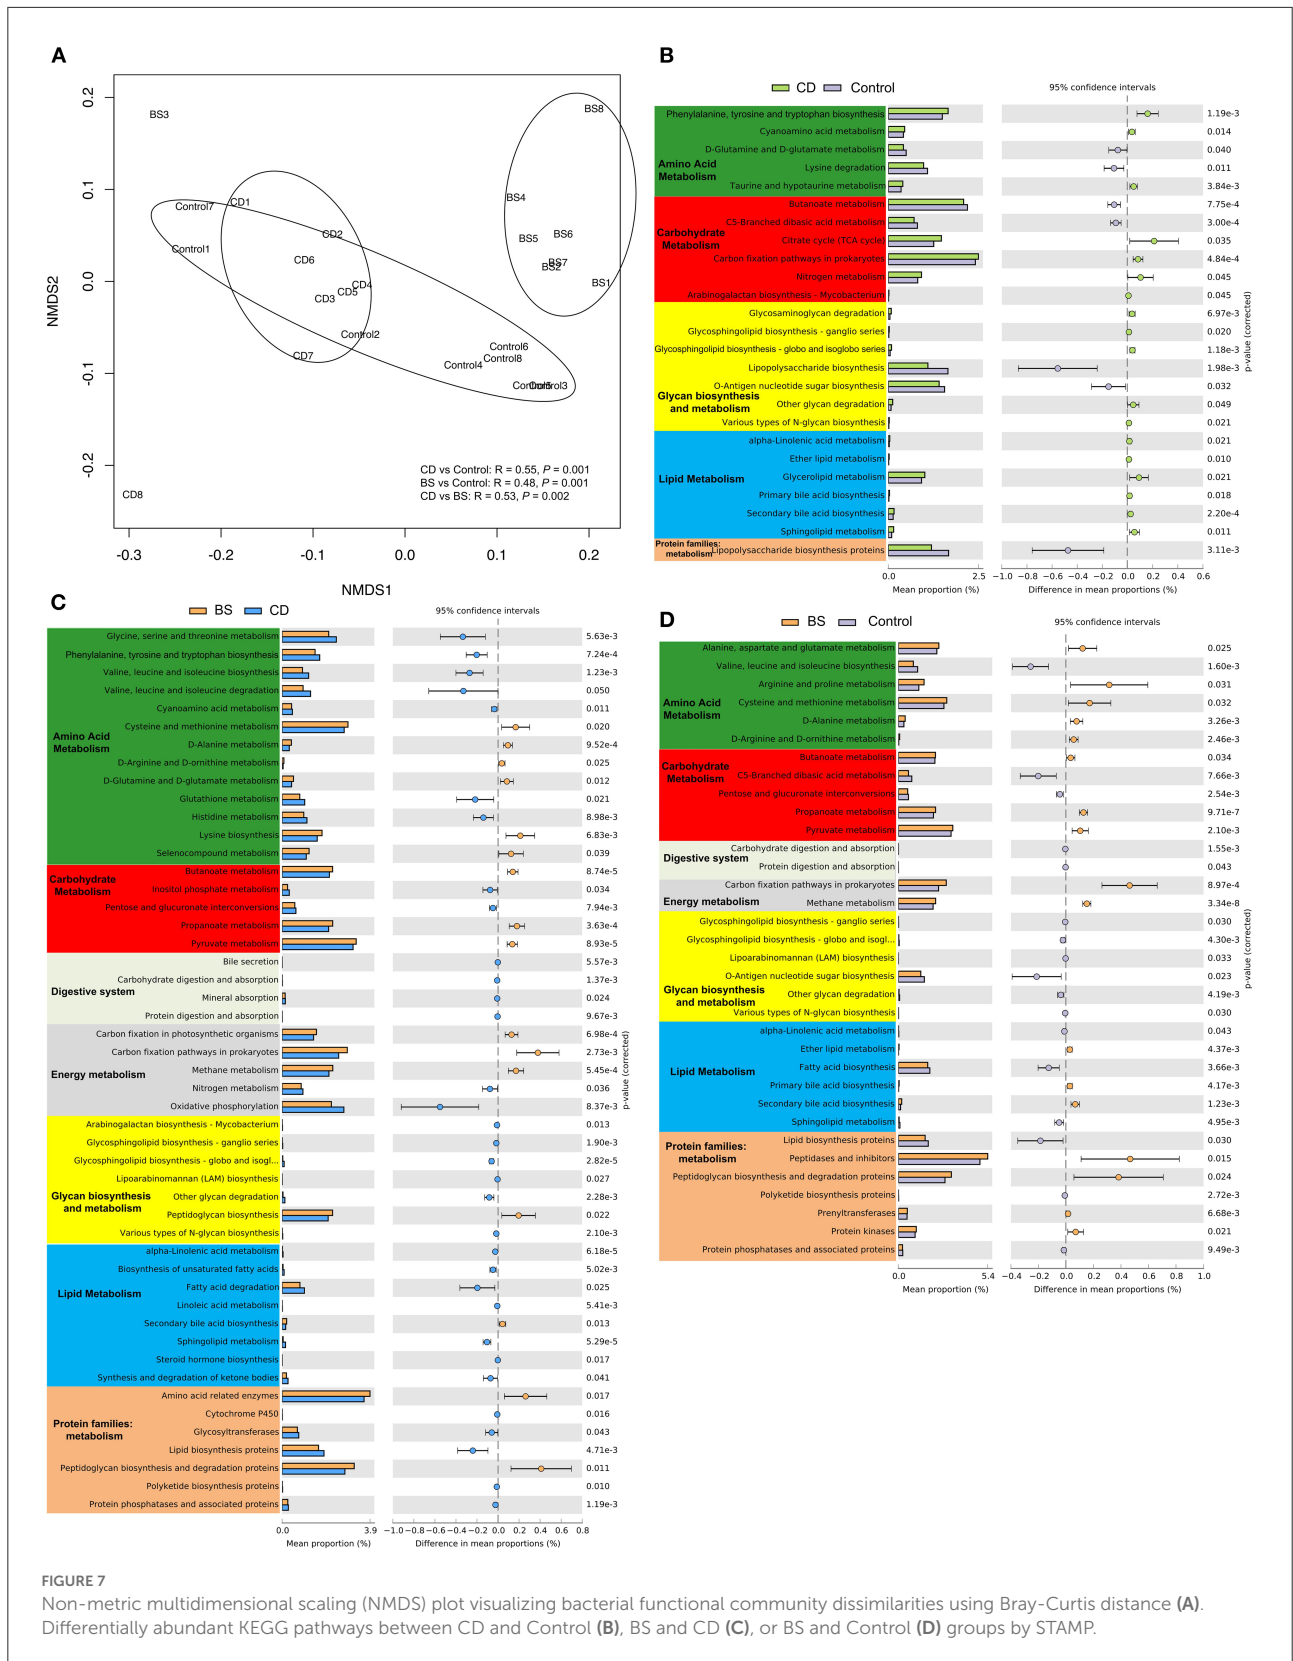 A
NMDS2
0.2
0.1
0.0
-0.1
-0.2
BS3
BS8
BS4
BS6
BS5
BS7
BS2
BS1
Control7
CD1
CD2
Control1
CD6
CD4
CD5
CD3
Control2
CD7
Control6
Control8
Control4
Control3
CD8
CD vs Control: R = 0.55, P = 0.001
BS vs Control: R = 0.48, P = 0.001
CD vs BS: R = 0.53, P = 0.002
-0.3 -0.2 -0.1 0.0 0.1 0.2
NMDS1
B
CD Control
95% confidence intervals
Amino Acid Metabolism
Phenylalanine, tyrosine and tryptophan biosynthesis 1.19e-3
Cyanoamino acid metabolism 0.014
D-Glutamine and D-glutamate metabolism 0.040
Lysine degradation 0.011
Taurine and hypotaurine metabolism 3.84e-3
Carbohydrate Metabolism
Butanoate metabolism 7.75e-4
C5-Branched dibasic acid metabolism 3.00e-4
Citrate cycle (TCA cycle) 0.035
Carbon fixation pathways in prokaryotes 4.84e-4
Nitrogen metabolism 0.045
Arabinogalactan biosynthesis - Mycobacterium 0.045
Glycan biosynthesis and metabolism
Glycosaminoglycan degradation 6.97e-3
Glycosphingolipid biosynthesis - ganglio series 0.020
Glycosphingolipid biosynthesis - globo and isoglobo series 1.18e-3
Lipopolysaccharide biosynthesis 1.98e-3
O-Antigen nucleotide sugar biosynthesis 0.032
Other glycan degradation 0.049
Various types of N-glycan biosynthesis 0.021
Lipid Metabolism
alpha-Linolenic acid metabolism 0.021
Ether lipid metabolism 0.010
Glycerolipid metabolism 0.021
Primary bile acid biosynthesis 0.018
Secondary bile acid biosynthesis 2.20e-4
Sphingolipid metabolism 0.011
Protein families: metabolism
Lipopolysaccharide biosynthesis proteins 3.11e-3
p-value (corrected)
0.0 2.5
Mean proportion (%)
−1.0 −0.8 −0.6 −0.4 −0.2 0.0 0.2 0.4 0.6
Difference in mean proportions (%)
C
BS CD
95% confidence intervals
Amino Acid Metabolism
Glycine, serine and threonine metabolism 5.63e-3
Phenylalanine, tyrosine and tryptophan biosynthesis 7.24e-4
Valine, leucine and isoleucine biosynthesis 1.23e-3
Valine, leucine and isoleucine degradation 0.050
Cyanoamino acid metabolism 0.011
Cysteine and methionine metabolism 0.020
D-Alanine metabolism 9.52e-4
D-Arginine and D-ornithine metabolism 0.025
D-Glutamine and D-glutamate metabolism 0.012
Glutathione metabolism 0.021
Histidine metabolism 8.98e-3
Lysine biosynthesis 6.83e-3
Selenocompound metabolism 0.039
Carbohydrate Metabolism
Butanoate metabolism 8.74e-5
Inositol phosphate metabolism 0.034
Pentose and glucuronate interconversions 7.94e-3
Propanoate metabolism 3.63e-4
Pyruvate metabolism 8.93e-5
Digestive system
Bile secretion 5.57e-3
Carbohydrate digestion and absorption 1.37e-3
Mineral absorption 0.024
Protein digestion and absorption 9.67e-3
Energy metabolism
Carbon fixation in photosynthetic organisms 6.98e-4
Carbon fixation pathways in prokaryotes 2.73e-3
Methane metabolism 5.45e-4
Nitrogen metabolism 0.036
Oxidative phosphorylation 8.37e-3
Glycan biosynthesis and metabolism
Arabinogalactan biosynthesis - Mycobacterium 0.013
Glycosphingolipid biosynthesis - ganglio series 1.90e-3
Glycosphingolipid biosynthesis - globo and isogl... 2.82e-5
Lipoarabinomannan (LAM) biosynthesis 0.027
Other glycan degradation 2.28e-3
Peptidoglycan biosynthesis 0.022
Various types of N-glycan biosynthesis 2.10e-3
Lipid Metabolism
alpha-Linolenic acid metabolism 6.18e-5
Biosynthesis of unsaturated fatty acids 5.02e-3
Fatty acid degradation 0.025
Linoleic acid metabolism 5.41e-3
Secondary bile acid biosynthesis 0.013
Sphingolipid metabolism 5.29e-5
Steroid hormone biosynthesis 0.017
Synthesis and degradation of ketone bodies 0.041
Protein families: metabolism
Amino acid related enzymes 0.017
Cytochrome P450 0.016
Glycosyltransferases 0.043
Lipid biosynthesis proteins 4.71e-3
Peptidoglycan biosynthesis and degradation proteins 0.011
Polyketide biosynthesis proteins 0.010
Protein phosphatases and associated proteins 1.19e-3
p-value (corrected)
0.0 3.9
Mean proportion (%)
−1.0 −0.8 −0.6 −0.4 −0.2 0.0 0.2 0.4 0.6 0.8
Difference in mean proportions (%)
D
BS Control
95% confidence intervals
Amino Acid Metabolism
Alanine, aspartate and glutamate metabolism 0.025
Valine, leucine and isoleucine biosynthesis 1.60e-3
Arginine and proline metabolism 0.031
Cysteine and methionine metabolism 0.032
D-Alanine metabolism 3.26e-3
D-Arginine and D-ornithine metabolism 2.46e-3
Carbohydrate Metabolism
Butanoate metabolism 0.034
C5-Branched dibasic acid metabolism 7.66e-3
Pentose and glucuronate interconversions 2.54e-3
Propanoate metabolism 9.71e-7
Pyruvate metabolism 2.10e-3
Digestive system
Carbohydrate digestion and absorption 1.55e-3
Protein digestion and absorption 0.043
Energy metabolism
Carbon fixation pathways in prokaryotes 8.97e-4
Methane metabolism 3.34e-8
Glycan biosynthesis and metabolism
Glycosphingolipid biosynthesis - ganglio series 0.030
Glycosphingolipid biosynthesis - globo and isogl... 4.30e-3
Lipoarabinomannan (LAM) biosynthesis 0.033
O-Antigen nucleotide sugar biosynthesis 0.023
Other glycan degradation 4.19e-3
Various types of N-glycan biosynthesis 0.030
Lipid Metabolism
alpha-Linolenic acid metabolism 0.043
Ether lipid metabolism 4.37e-3
Fatty acid biosynthesis 3.66e-3
Primary bile acid biosynthesis 4.17e-3
Secondary bile acid biosynthesis 1.23e-3
Sphingolipid metabolism 4.95e-3
Protein families: metabolism
Lipid biosynthesis proteins 0.030
Peptidases and inhibitors 0.015
Peptidoglycan biosynthesis and degradation proteins 0.024
Polyketide biosynthesis proteins 2.72e-3
Prenyltransferases 6.68e-3
Protein kinases 0.021
Protein phosphatases and associated proteins 9.49e-3
p-value (corrected)
0.0 5.4
Mean proportion (%)
−0.4 −0.2 0.0 0.2 0.4 0.6 0.8 1.0
Difference in mean proportions (%)
FIGURE 7
Non-metric multidimensional scaling (NMDS) plot visualizing bacterial functional community dissimilarities using Bray-Curtis distance (A).
Differentially abundant KEGG pathways between CD and Control (B), BS and CD (C), or BS and Control (D) groups by STAMP.